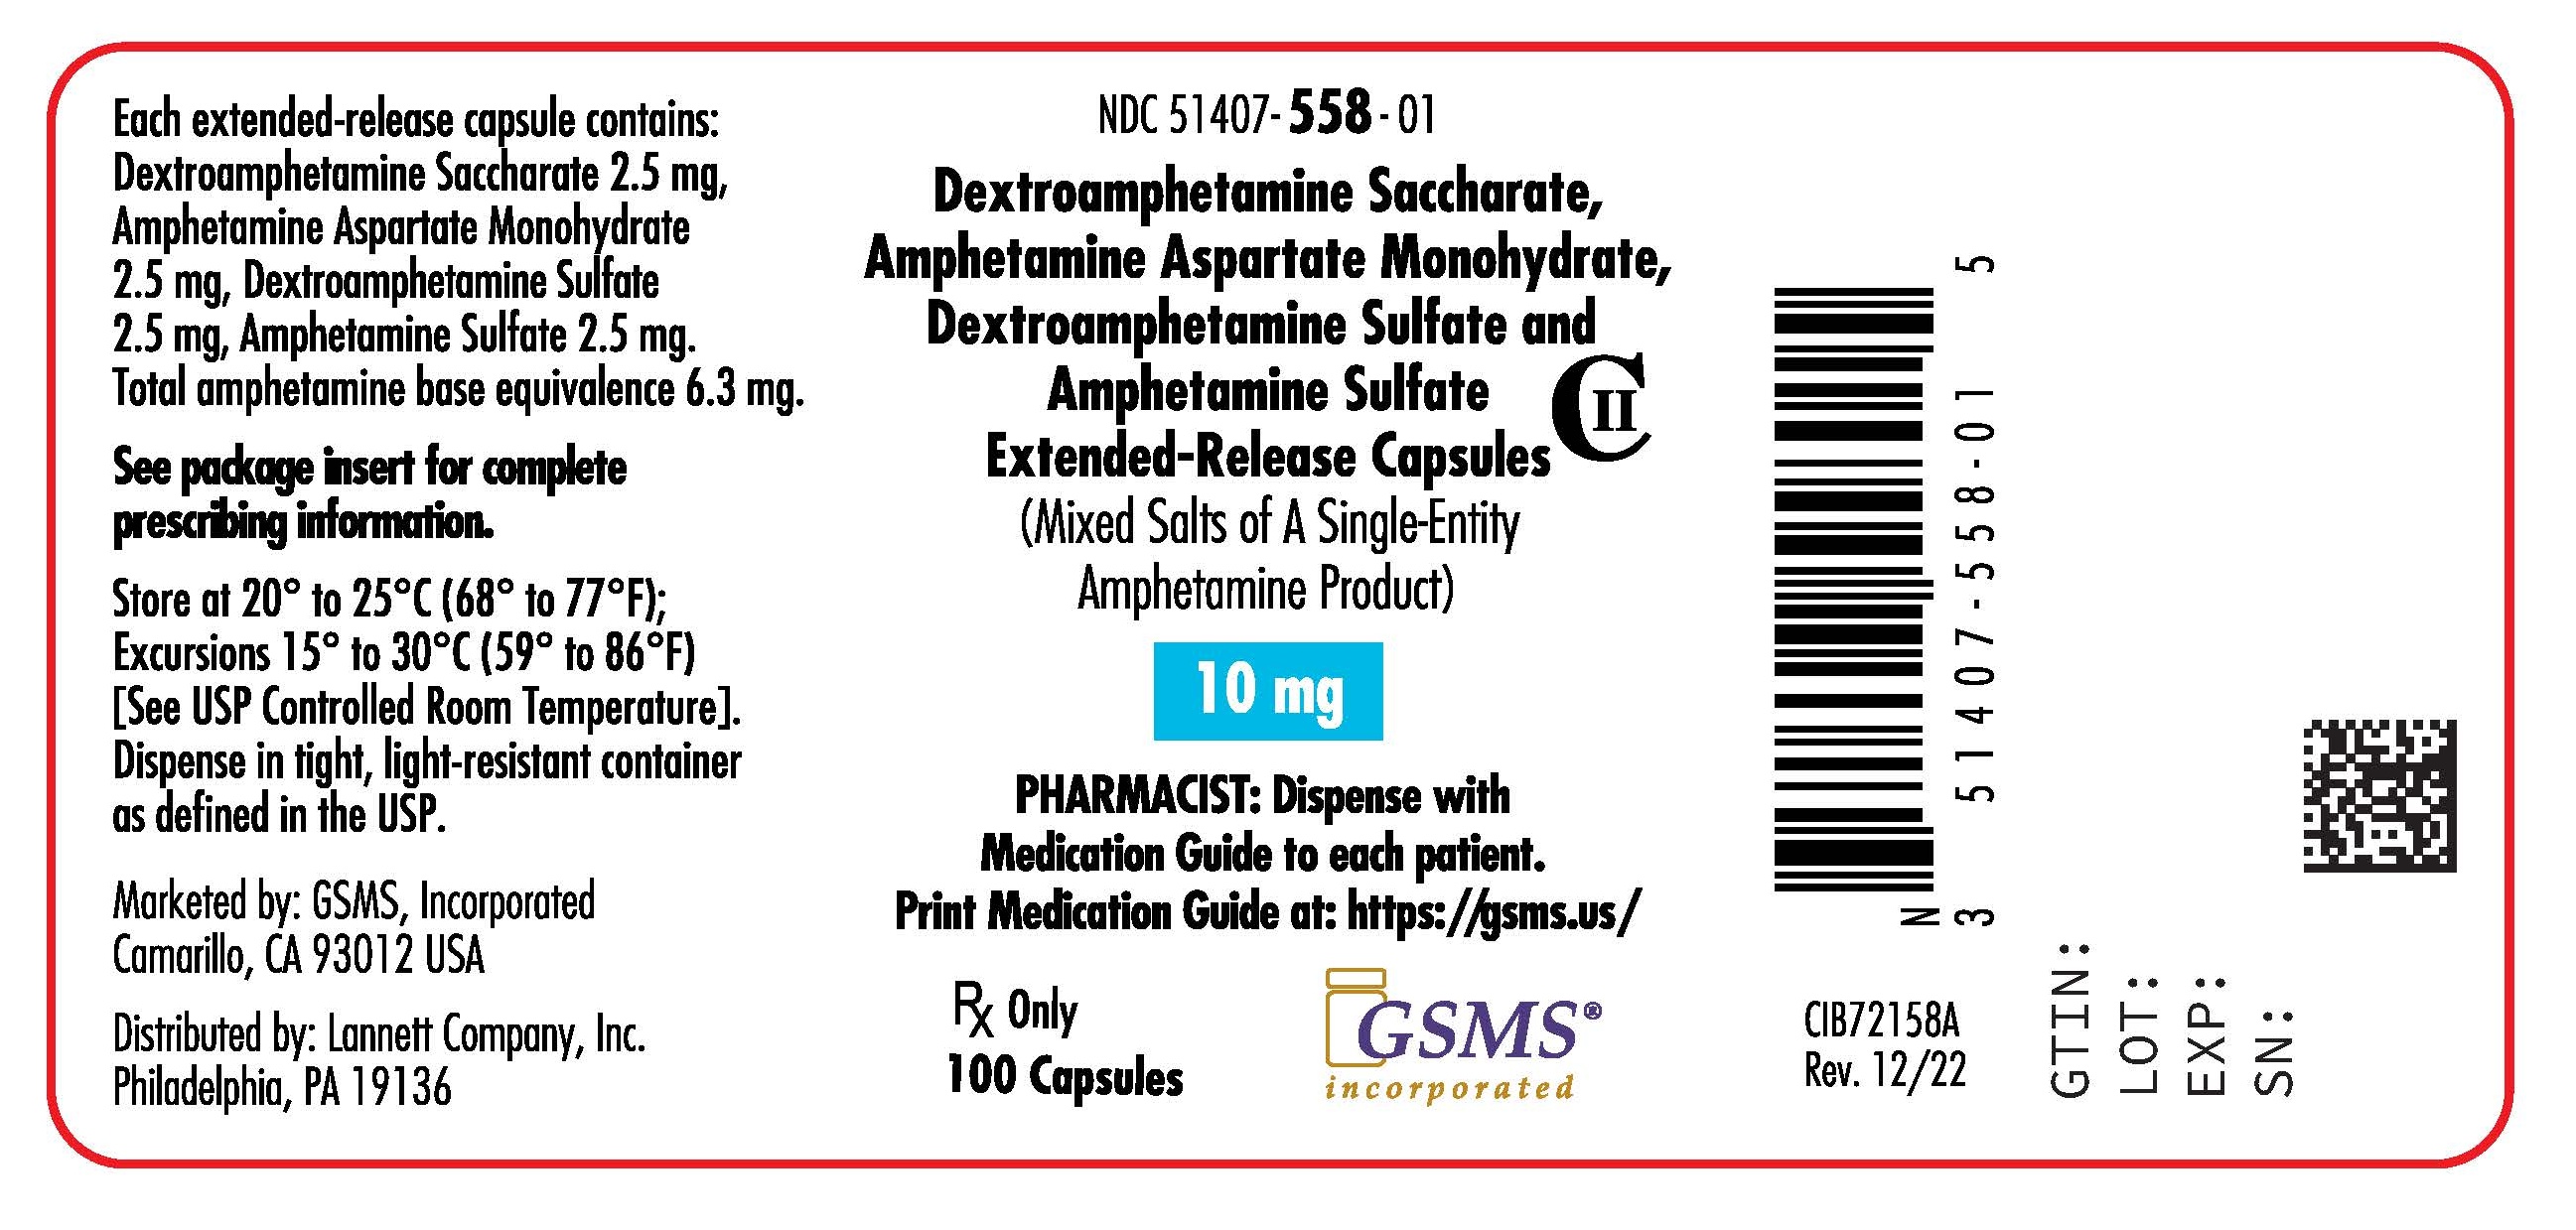 Each extended-release capsule contains:
Dextroamphetamine Saccharate 2.5 mg,
Amphetamine Aspartate Monohydrate
2.5 mg, Dextroamphetamine Sulfate
2.5 mg, Amphetamine Sulfate 2.5 mg.
Total amphetamine base equivalence 6.3 mg.
See package insert for complete
prescribing information.
Store at 20° to 25°C (68° to 77°F);
Excursions 15° to 30°C (59° to 86°F)
[See USP Controlled Room Temperature].
Dispense in tight, light-resistant container
as defined in the USP.
Marketed by: GSMS, Incorporated
Camarillo, CA 93012 USA
Distributed by: Lannett Company, Inc.
Philadelphia, PA 19136
NDC 51407-558-01
Dextroamphetamine Saccharate,
Amphetamine Aspartate Monohydrate,
Dextroamphetamine Sulfate and
Amphetamine Sulfate
Extended-Release Capsules
CII
(Mixed Salts of A Single-Entity
Amphetamine Product)
10 mg
PHARMACIST: Dispense with
Medication Guide to each patient.
Print Medication Guide at: https://gsms.us/
Rx Only
100 Capsules
GSMS®
incorporated
N
3 51407-558-01 5
CIB72158A
Rev. 12/22
GTIN:
LOT:
EXP:
SN: